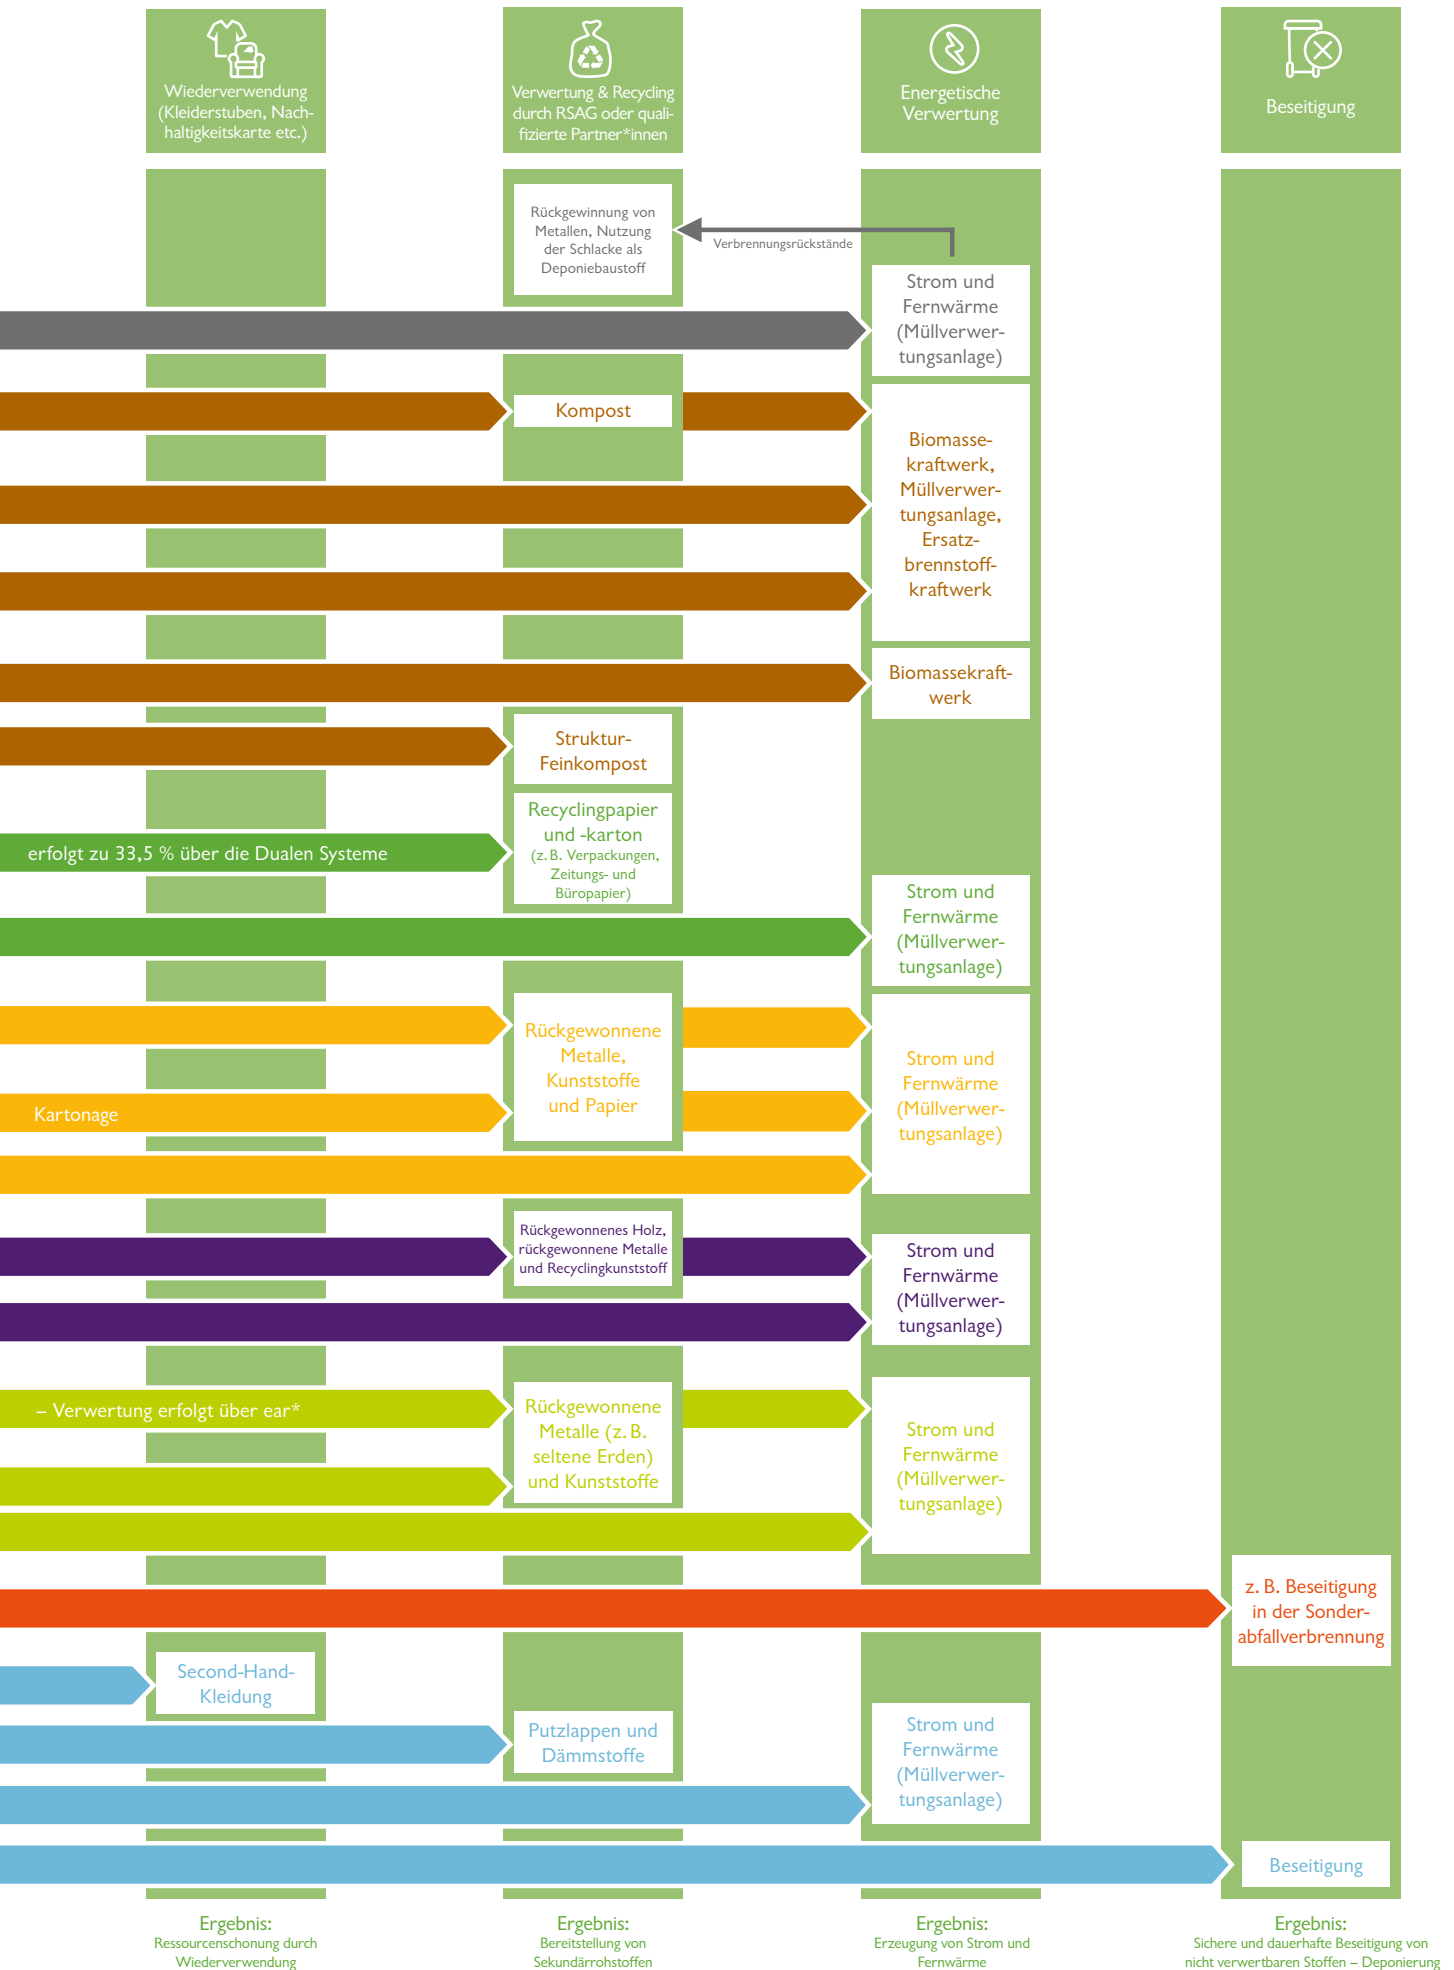 Wiederverwendung
(Kleiderstuben, Nach-
haltigkeitskarte etc.)
Verwertung & Recycling
durch RSAG oder quali-
fizierte Partner*innen
Energetische
Verwertung
Beseitigung
Rückgewinnung von
Metallen, Nutzung
der Schlacke als
Deponiebaustoff
Verbrennungsrückstände
Strom und
Fernwärme
(Müllverwer-
tungsanlage)
Kompost
Biomasse-
kraftwerk,
Müllverwer-
tungsanlage,
Ersatz-
brennstoff-
kraftwerk
Biomassekraft-
werk
Struktur-
Feinkompost
erfolgt zu 33,5 % über die Dualen Systeme
Recyclingpapier
und -karton
(z. B. Verpackungen,
Zeitungs- und
Büropapier)
Strom und
Fernwärme
(Müllverwer-
tungsanlage)
Rückgewonnene
Metalle,
Kunststoffe
und Papier
Kartonage
Strom und
Fernwärme
(Müllverwer-
tungsanlage)
Rückgewonnenes Holz,
rückgewonnene Metalle
und Recyclingkunststoff
Strom und
Fernwärme
(Müllverwer-
tungsanlage)
– Verwertung erfolgt über ear*
Rückgewonnene
Metalle (z. B.
seltene Erden)
und Kunststoffe
Strom und
Fernwärme
(Müllverwer-
tungsanlage)
z. B. Beseitigung
in der Sonder-
abfallverbrennung
Second-Hand-
Kleidung
Putzlappen und
Dämmstoffe
Strom und
Fernwärme
(Müllverwer-
tungsanlage)
Beseitigung
Ergebnis:
Ressourcenschonung durch
Wiederverwendung
Ergebnis:
Bereitstellung von
Sekundärrohstoffen
Ergebnis:
Erzeugung von Strom und
Fernwärme
Ergebnis:
Sichere und dauerhafte Beseitigung von
nicht verwertbaren Stoffen – Deponierung